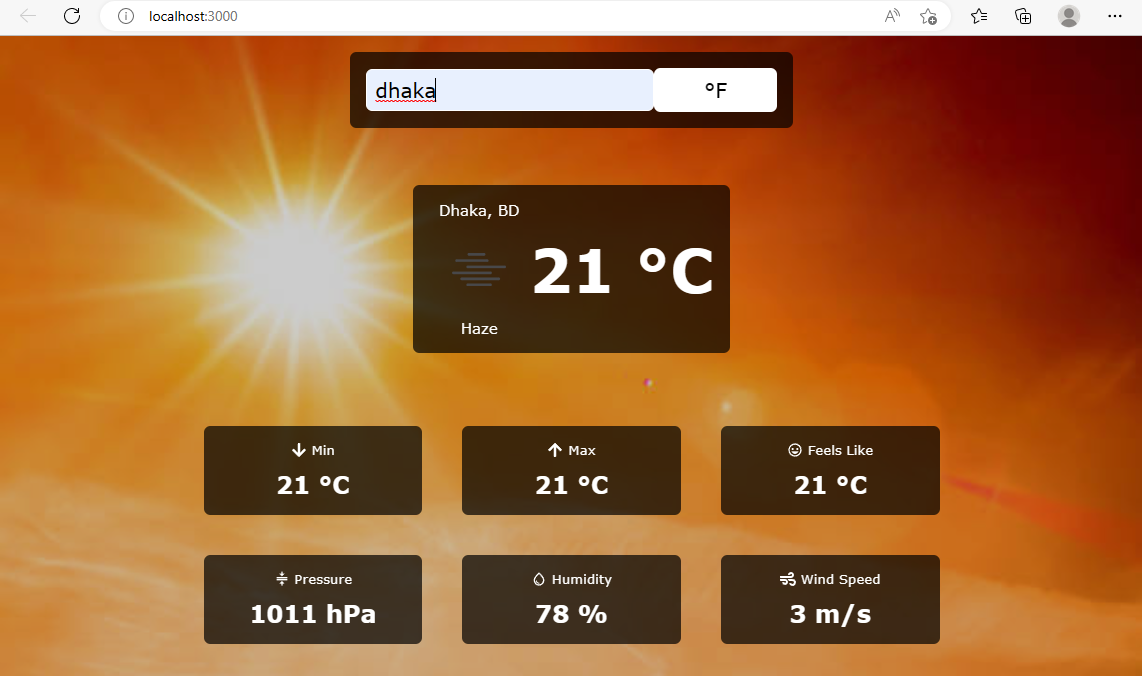 localhost:3000
dhaka
°F
Dhaka, BD
21 °C
Haze
Min
21 °C
Max
21 °C
Feels Like
21 °C
Pressure
1011 hPa
Humidity
78 %
Wind Speed
3 m/s